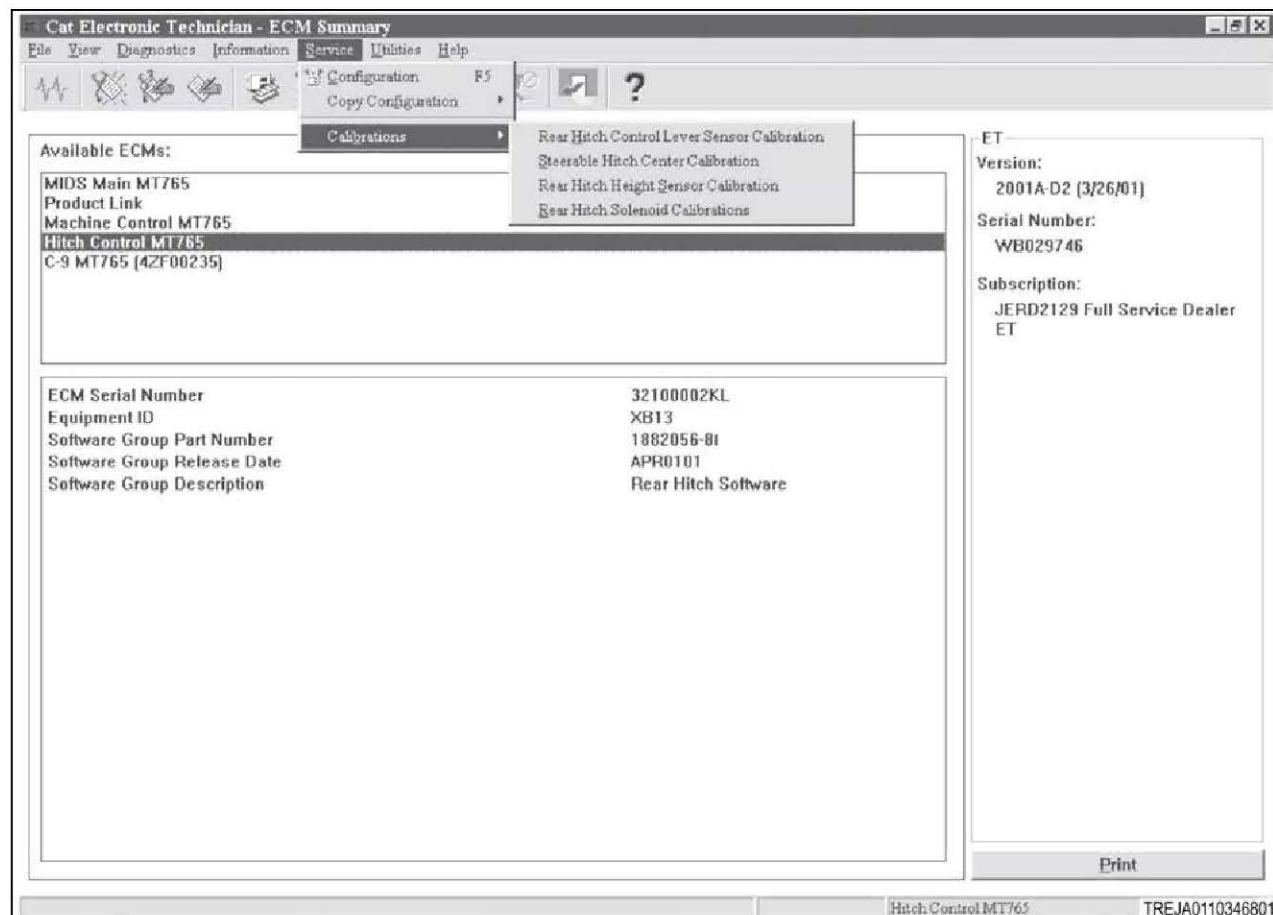 Cat Electronic Technician - ECM Summary
File View Diagnostics Information Service Utilities Help
Configuration F5
Copy Configuration
Calibrations
Rear Hitch Control Lever Sensor Calibration
Steerable Hitch Center Calibration
Rear Hitch Height Sensor Calibration
Rear Hitch Solenoid Calibrations
Available ECMs:
MIDS Main MT765
Product Link
Machine Control MT765
Hitch Control MT765
C-9 MT765 (4ZF00235)
ECM Serial Number 32100002KL
Equipment ID XB13
Software Group Part Number 1882056-8I
Software Group Release Date APR0101
Software Group Description Rear Hitch Software
ET
Version:
2001A-D2 (3/26/01)
Serial Number:
WB029746
Subscription:
JERD2129 Full Service Dealer
ET
Print
Hitch Control MT765
TREJA0110346801